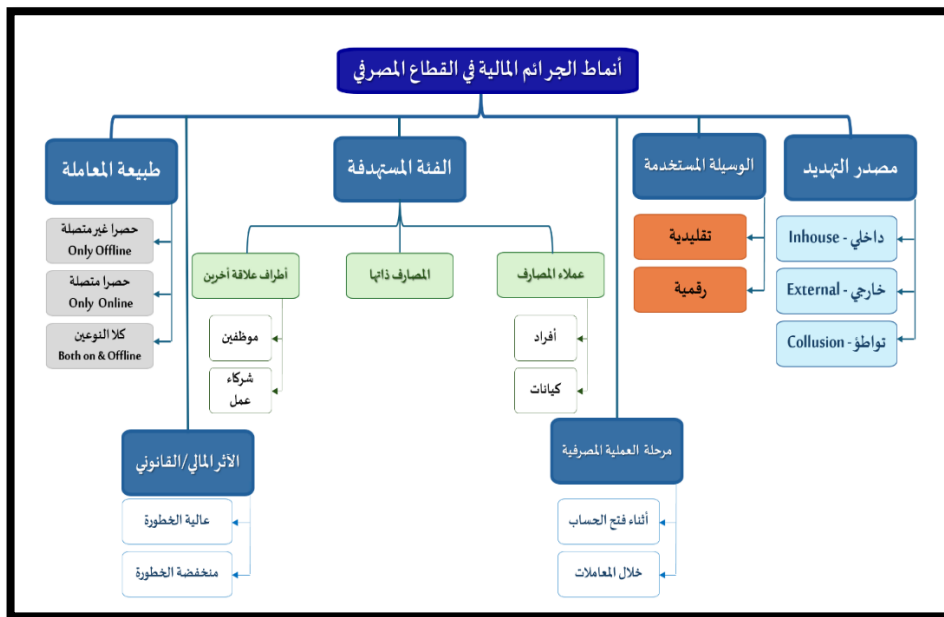 أنماط الجرائم المالية في القطاع المصرفي
مصدر التهديد
داخلي - Inhouse
خارجي - External
تواطؤ - Collusion
الوسيلة المستخدمة
تقليدية
رقمية
الفئة المستهدفة
عملاء المصارف
أفراد
كيانات
المصارف ذاتها
أطراف علاقة أخرين
موظفين
شركاء
عمل
طبيعة المعاملة
حصرا غير متصلة
Only Offline
حصرا متصلة
Only Online
كلا النوعين
Both on & Offline
مرحلة العملية المصرفية
أثناء فتح الحساب
خلال المعاملات
الآثر المالي/القانوني
عالية الخطورة
منخفضة الخطورة